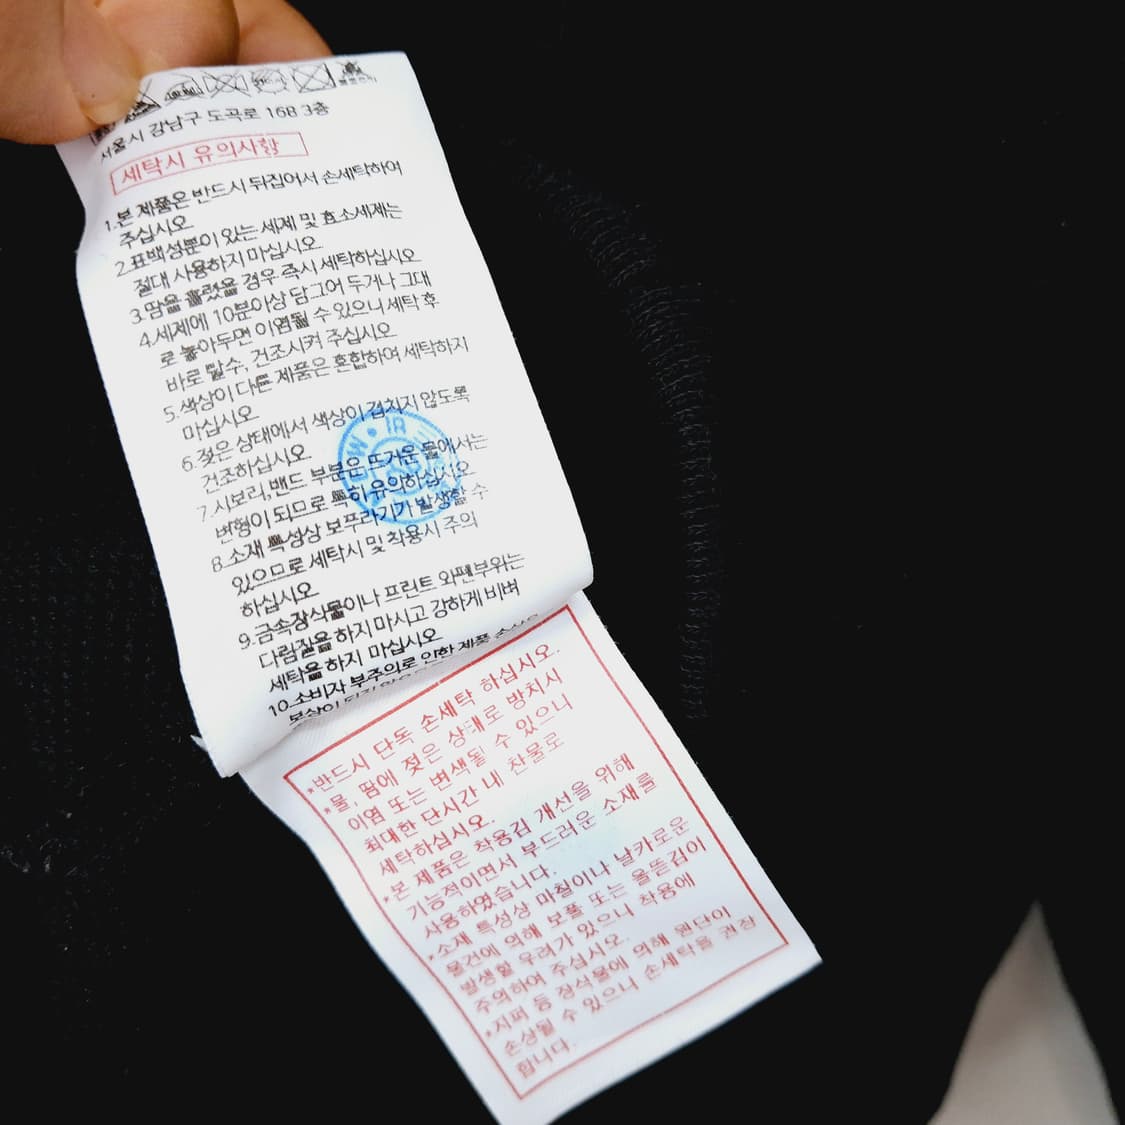 서울시 강남구 도곡로 168 3층
세탁시 유의사항
1.본 제품은 반드시 뒤집어서 손세탁하여
주십시오
2.표백성분이 있는 세제 및 효소세제는
절대 사용하지 마십시오
3.땀을 흘렸을 경우 즉시 세탁하십시오
4.세제에 10분이상 담그어 두거나 그대
로 놓아두면 이염될 수 있으니 세탁 후
바로 탈수, 건조시켜 주십시오
5.색상이 다른 제품은 혼합하여 세탁하지
마십시오
6.젖은 상태에서 색상이 겹치지 않도록
건조하십시오
7.시보리,밴드 부분은 뜨거운 물에서는
변형이 되므로 특히 유의하십시오
8.소재 특성상 보푸라기가 발생할 수
있으므로 세탁시 및 착용시 주의
하십시오
9.금속장식물이나 프린트 와펜부위는
다림질을 하지 마시고 강하게 비벼
세탁을 하지 마십시오
10.소비자 부주의로 인한 제품 손상은
보상이
*반드시 단독 손세탁 하십시오.
*물, 땀에 젖은 상태로 방치시
이염 또는 변색될 수 있으니
최대한 단시간 내 찬물로
세탁하십시오.
*본 제품은 착용감 개선을 위해
기능적이면서 부드러운 소재를
사용하였습니다.
*소재 특성상 마찰이나 날카로운
물건에 의해 보풀 또는 올뜯김이
발생할 우려가 있으니 착용에
주의하여 주십시오.
*지퍼 등 장식물에 의해 원단이
손상될 수 있으니 손세탁을 권장
합니다.